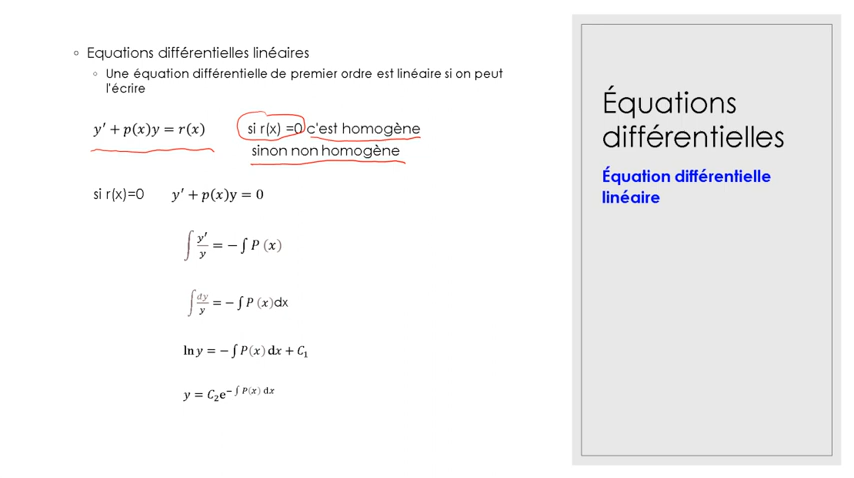 Equations différentielles linéaires
Une équation différentielle de premier ordre est linéaire si on peut
l'écrire
y′ + p(x)y = r(x) si r(x) =0 c'est homogène
sinon non homogène
si r(x)=0 y′ + p(x)y = 0
∫ y′/y = − ∫ P (x)
∫ dy/y = − ∫ P (x)dx
ln y = − ∫ P(x) dx + C₁
y = C₂e^(− ∫ P(x) dx)
Équations
différentielles
Équation différentielle
linéaire